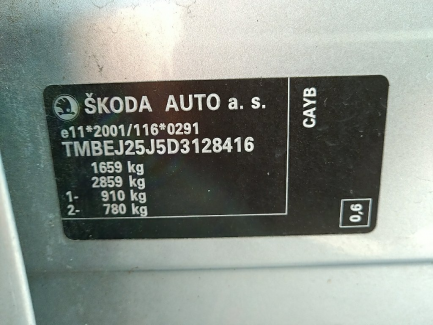 ŠKODA AUTO a. s.
e11*2001/116*0291
TMBEJ25J5D3128416
1659 kg
2859 kg
1- 910 kg
2- 780 kg
CAYB
0,6